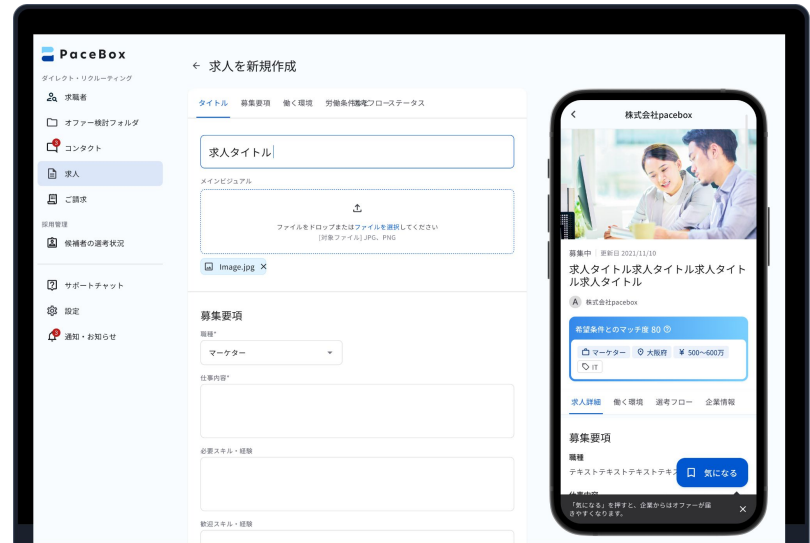 PaceBox
ダイレクト・リクルーティング
求職者
オファー検討フォルダ
コンタクト
求人
ご請求
採用管理
候補者の選考状況
サポートチャット
設定
通知・お知らせ
← 求人を新規作成
タイトル 募集要項 働く環境 労働条件 フロー ステータス
求人タイトル
メインビジュアル
ファイルをドロップまたはファイルを選択してください
[対象ファイル] JPG, PNG
Image.jpg ×
募集要項
職種*
マーケター
仕事内容*
必要スキル・経験
歓迎スキル・経験
株式会社pacebox
募集中 更新日 2021/11/10
求人タイトル求人タイトル求人タイト
ル求人タイトル
A 株式会社pacebox
希望条件とのマッチ度 80
マーケター 大阪府 ¥ 500〜600万
IT
求人詳細 働く環境 選考フロー 企業情報
募集要項
職種
テキストテキストテキストテキス
気になる
仕事内容
「気になる」を押すと、企業からはオファーが届
きやすくなります。 ×